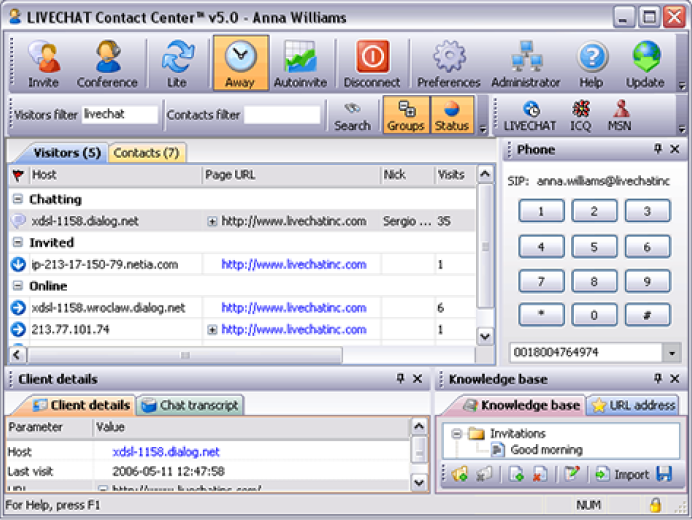 LIVECHAT Contact Center™ v5.0 - Anna Williams
Invite Conference Lite Away Autoinvite Disconnect Preferences Administrator Help Update
Visitors filter livechat Contacts filter Search Groups Status LIVECHAT ICQ MSN
Visitors (5) Contacts (7)
Host Page URL Nick Visits
Chatting
xdsl-1158.dialog.net http://www.livechatinc.com Sergio ... 35
Invited
ip-213-17-150-79.netia.com http://www.livechatinc.com 1
Online
xdsl-1158.wroclaw.dialog.net http://www.livechatinc.com 6
213.77.101.74 http://www.livechatinc.com 1
Phone
SIP: anna.williams@livechatinc
1 2 3
4 5 6
7 8 9
* 0 #
0018004764974
Client details
Client details Chat transcript
Parameter Value
Host xdsl-1158.dialog.net
Last visit 2006-05-11 12:47:58
URL http://www.livechatinc.com/
Knowledge base
Knowledge base URL address
Invitations
Good morning
Import
For Help, press F1 NUM